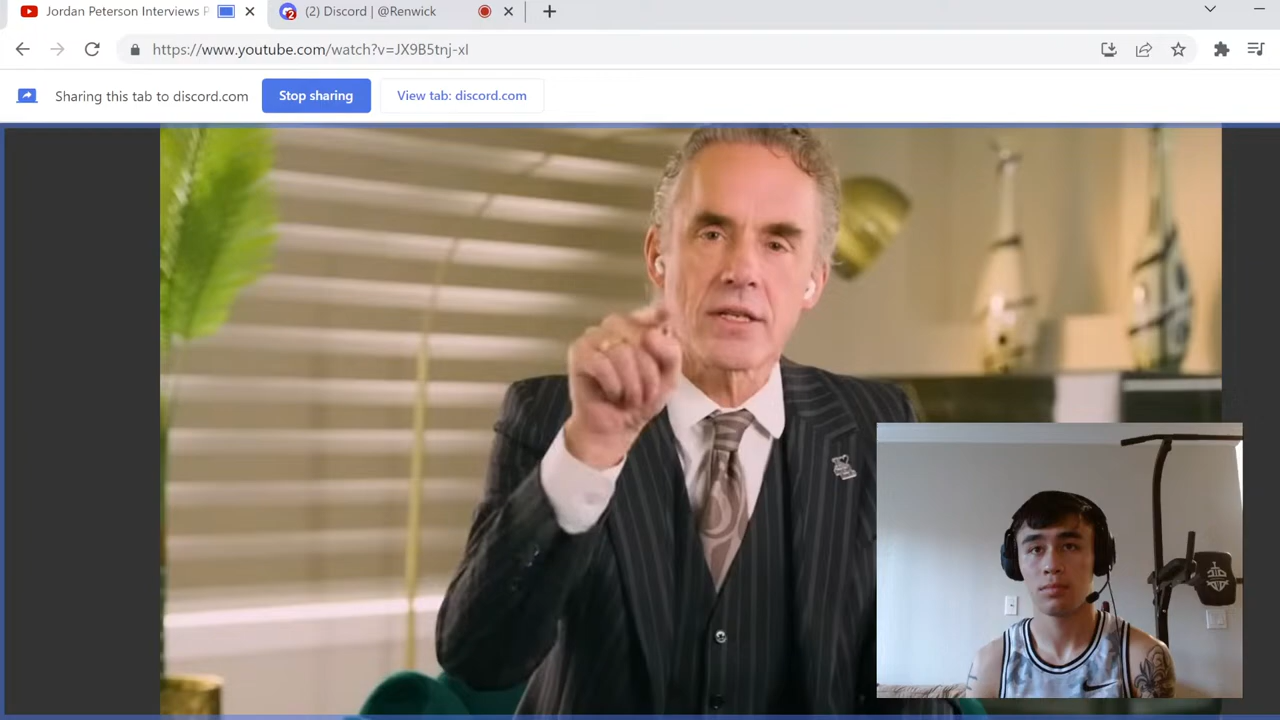 Jordan Peterson Interviews P
(2) Discord | @Renwick
https://www.youtube.com/watch?v=JX9B5tnj-xI
Sharing this tab to discord.com
Stop sharing
View tab: discord.com